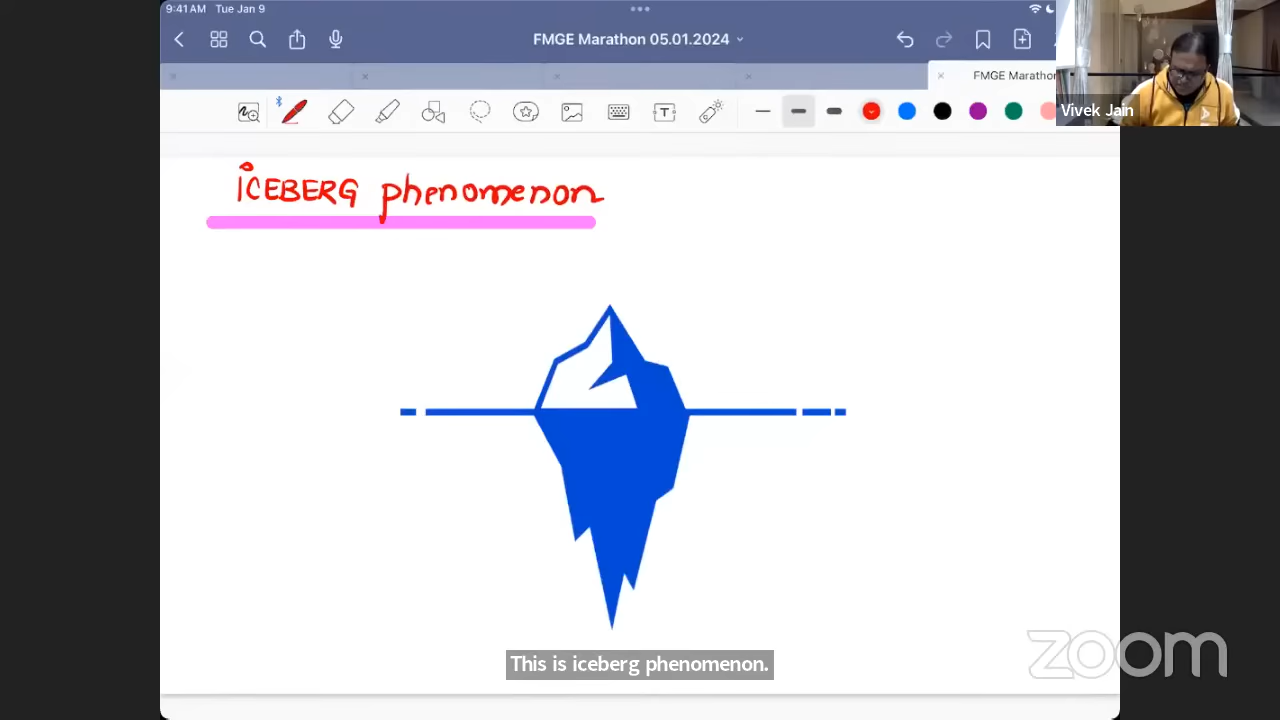 9:41 AM Tue Jan 9
FMGE Marathon 05.01.2024
FMGE Marathon
T
Vivek Jain
iCEBERG phenomenon
This is iceberg phenomenon.
zoom